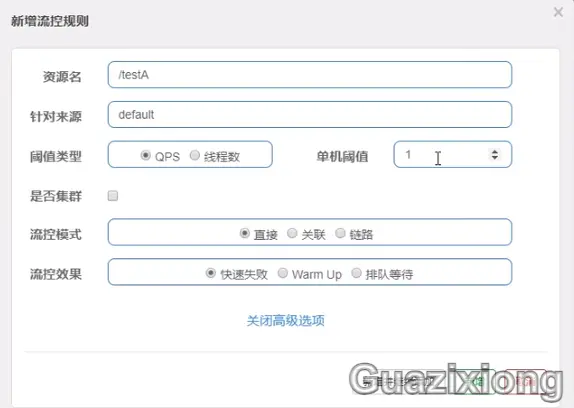 新增流控规则
资源名 /testA
针对来源 default
阈值类型 QPS 线程数 单机阈值 1
是否集群
流控模式 直接 关联 链路
流控效果 快速失败 Warm Up 排队等待
关闭高级选项
Guazixiong